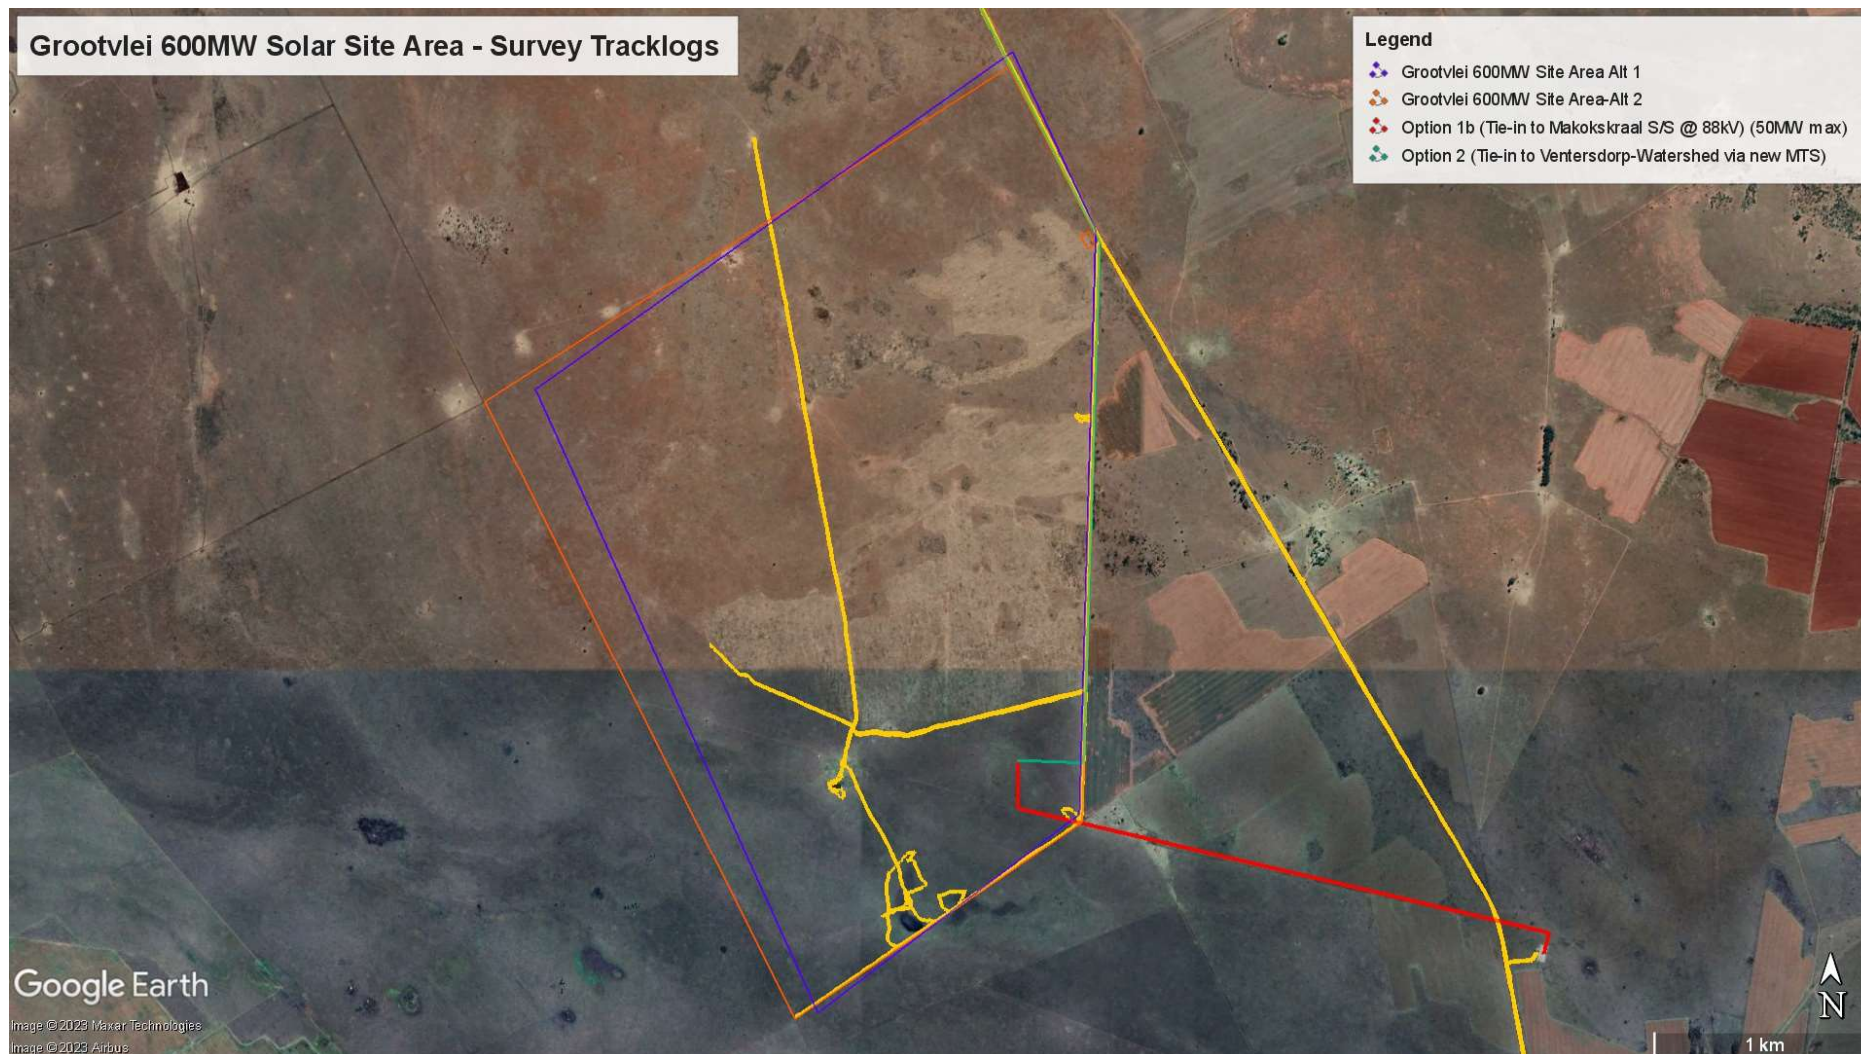 Grootvlei 600MW Solar Site Area - Survey Tracklogs
Legend
Grootvlei 600MW Site Area Alt 1
Grootvlei 600MW Site Area-Alt 2
Option 1b (Tie-in to Makokskraal S/S @ 88kV) (50MW max)
Option 2 (Tie-in to Ventersdorp-Watershed via new MTS)
Google Earth
Image © 2023 Maxar Technologies
Image © 2023 Airbus
N
1 km